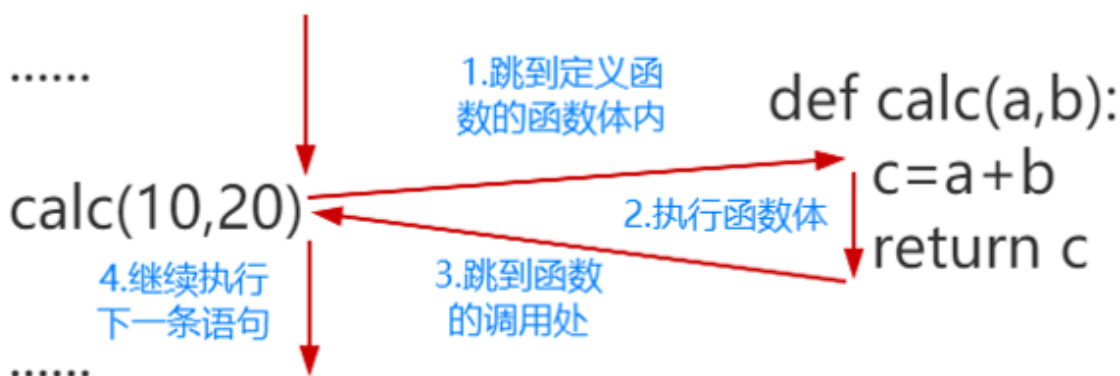 ......
1.跳到定义函
数的函数体内
def calc(a,b):
c=a+b
return c
calc(10,20)
2.执行函数体
3.跳到函数
的调用处
4.继续执行
下一条语句
......